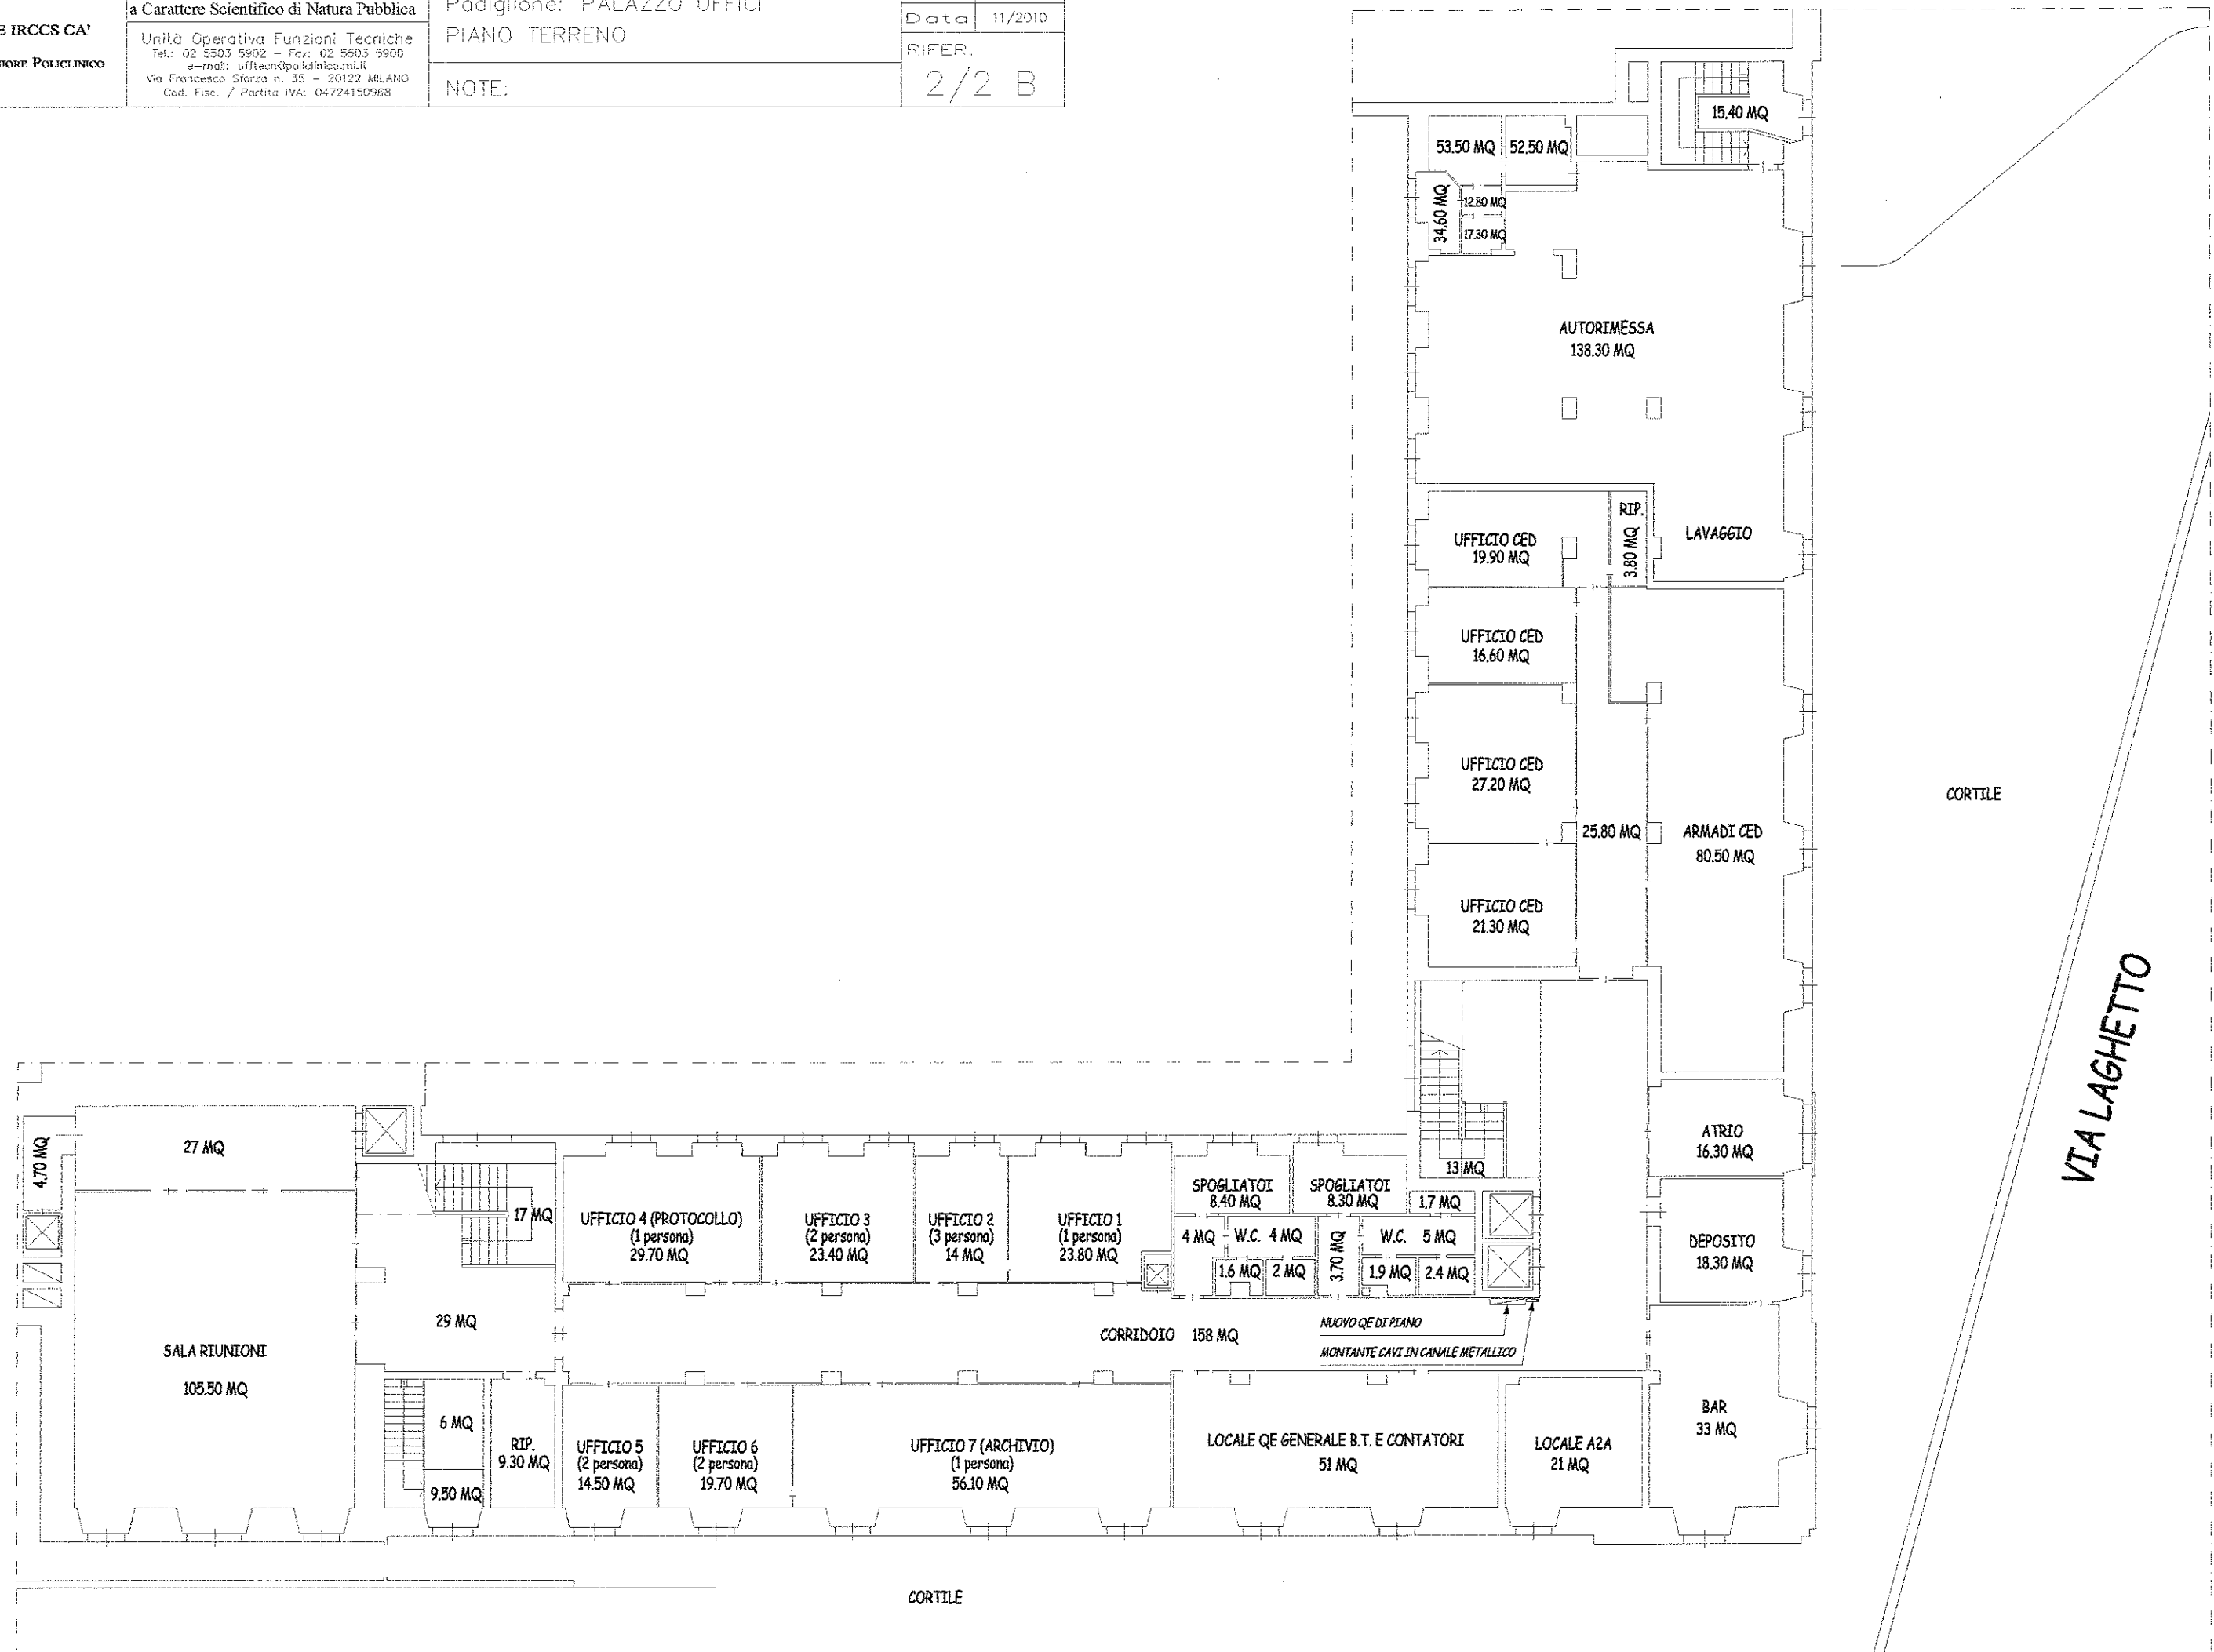 a Carattere Scientifico di Natura Pubblica
E IRCCS CA'
Unità Operativa Funzioni Tecniche
Tel.: 02 5503 5902 – Fax: 02 5503 5900
e-mail: ufftecn@policlinico.mi.it
Via Francesco Sforza n. 35 – 20122 MILANO
Cod. Fisc. / Partita IVA: 04724150968
Padiglione: PALAZZO UFFICI
PIANO TERRENO
NOTE:
Data 11/2010
RIFER.
2/2 B
POLICLINICO
15.40 MQ
53.50 MQ
52.50 MQ
34.60 MQ
12.80 MQ
17.30 MQ
AUTORIMESSA
138.30 MQ
LAVAGGIO
RIP.
3.80 MQ
UFFICIO CED
19.90 MQ
UFFICIO CED
16.60 MQ
UFFICIO CED
27.20 MQ
25.80 MQ
ARMADI CED
80.50 MQ
UFFICIO CED
21.30 MQ
CORTILE
VIA LAGHETTO
ATRIO
16.30 MQ
13 MQ
DEPOSITO
18.30 MQ
BAR
33 MQ
4.70 MQ
27 MQ
17 MQ
29 MQ
SALA RIUNIONI
105.50 MQ
UFFICIO 4 (PROTOCOLLO)
(1 persona)
29.70 MQ
UFFICIO 3
(2 persona)
23.40 MQ
UFFICIO 2
(3 persona)
14 MQ
UFFICIO 1
(1 persona)
23.80 MQ
SPOGLIATOI
8.40 MQ
SPOGLIATOI
8.30 MQ
1.7 MQ
4 MQ
W.C. 4 MQ
3.70 MQ
W.C. 5 MQ
1.6 MQ
2 MQ
1.9 MQ
2.4 MQ
CORRIDOIO 158 MQ
NUOVO QE DI PIANO
MONTANTE CAVI IN CANALE METALLICO
6 MQ
9.50 MQ
RIP.
9.30 MQ
UFFICIO 5
(2 persona)
14.50 MQ
UFFICIO 6
(2 persona)
19.70 MQ
UFFICIO 7 (ARCHIVIO)
(1 persona)
56.10 MQ
LOCALE QE GENERALE B.T. E CONTATORI
51 MQ
LOCALE A2A
21 MQ
CORTILE